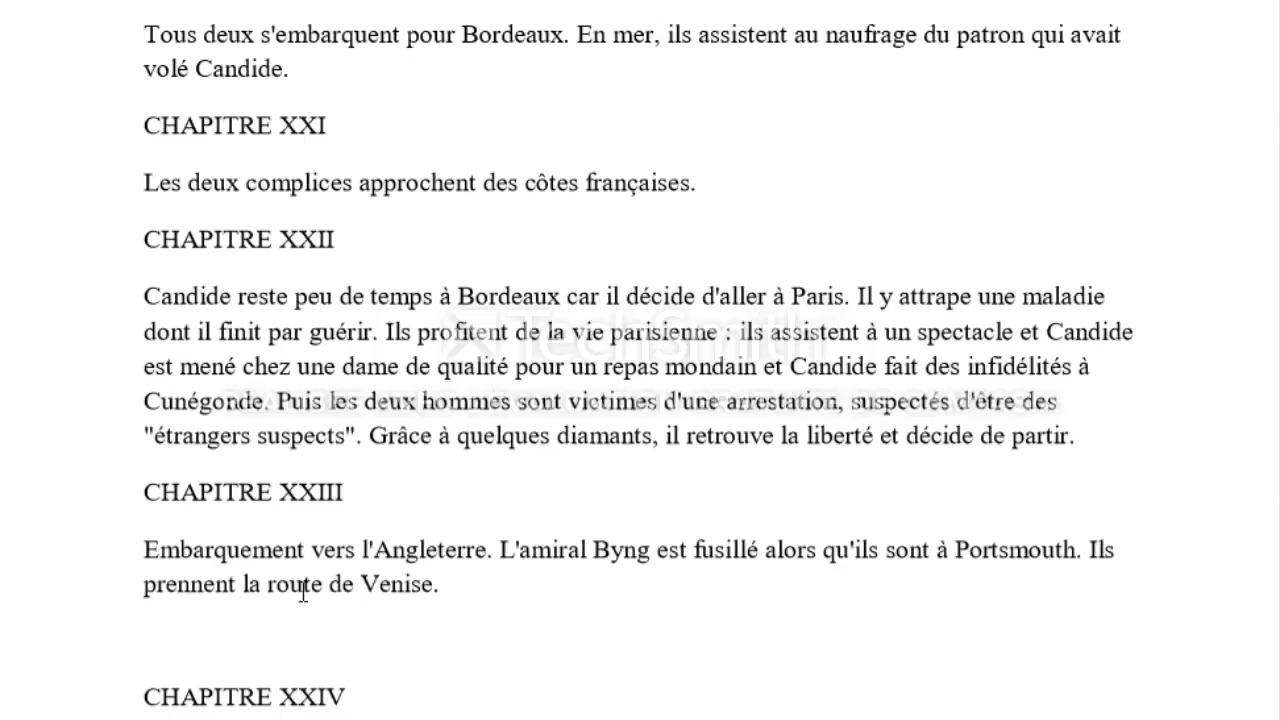 Tous deux s'embarquent pour Bordeaux. En mer, ils assistent au naufrage du patron qui avait
volé Candide.
CHAPITRE XXI
Les deux complices approchent des côtes françaises.
CHAPITRE XXII
Candide reste peu de temps à Bordeaux car il décide d'aller à Paris. Il y attrape une maladie
dont il finit par guérir. Ils profitent de la vie parisienne : ils assistent à un spectacle et Candide
TechSmith
est mené chez une dame de qualité pour un repas mondain et Candide fait des infidélités à
Cunégonde. Puis les deux hommes sont victimes d'une arrestation, suspectés d'être des
"étrangers suspects". Grâce à quelques diamants, il retrouve la liberté et décide de partir.
CHAPITRE XXIII
Embarquement vers l'Angleterre. L'amiral Byng est fusillé alors qu'ils sont à Portsmouth. Ils
prennent la route de Venise.
CHAPITRE XXIV